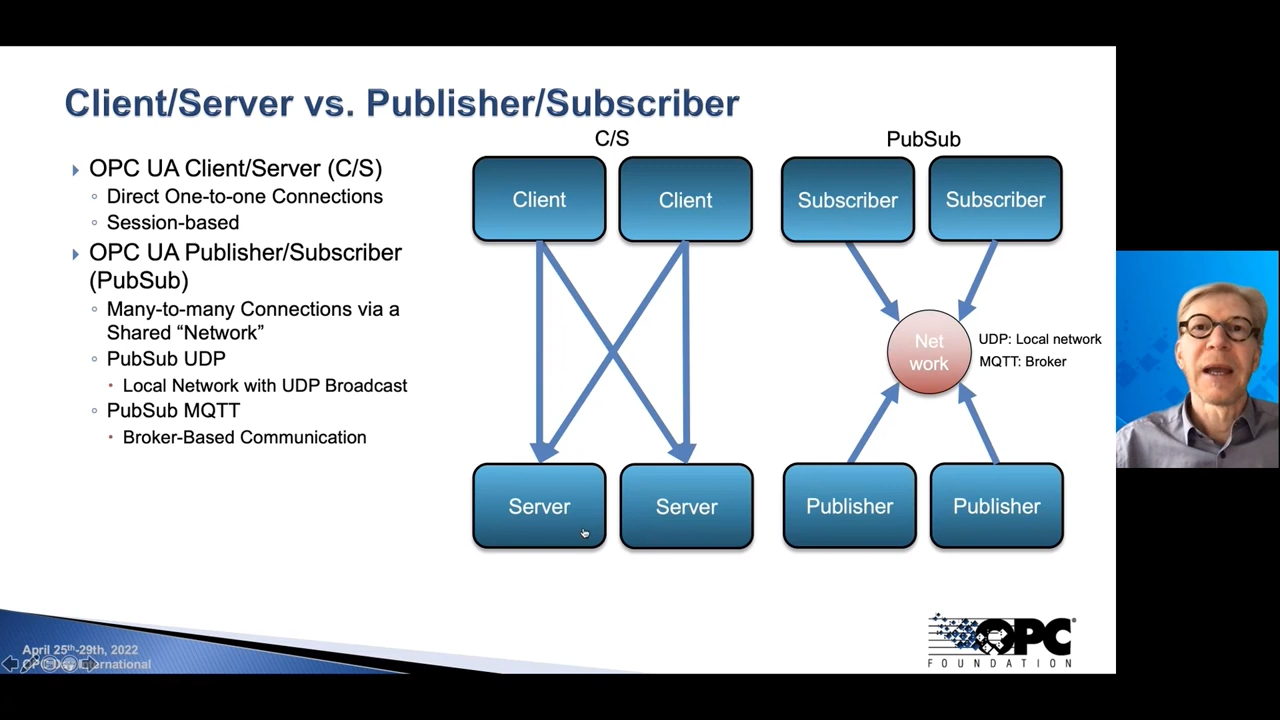 Client/Server vs. Publisher/Subscriber
OPC UA Client/Server (C/S)
Direct One-to-one Connections
Session-based
OPC UA Publisher/Subscriber
(PubSub)
Many-to-many Connections via a
Shared “Network”
PubSub UDP
Local Network with UDP Broadcast
PubSub MQTT
Broker-Based Communication
C/S
Client
Client
Server
Server
PubSub
Subscriber
Subscriber
Net
work
UDP: Local network
MQTT: Broker
Publisher
Publisher
April 25th-29th, 2022
OPC Day International
OPC
FOUNDATION